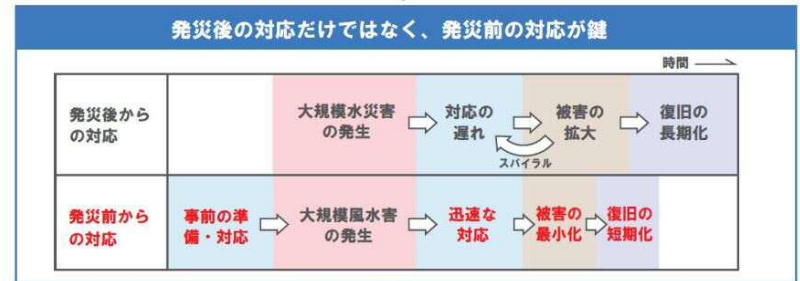 発災後の対応だけではなく、発災前の対応が鍵
時間
発災後から
の対応
大規模水災害
の発生
対応の
遅れ
被害の
拡大
スパイラル
復旧の
長期化
発災前から
の対応
事前の準
備・対応
大規模風水害
の発生
迅速な
対応
被害の
最小化
復旧の
短期化